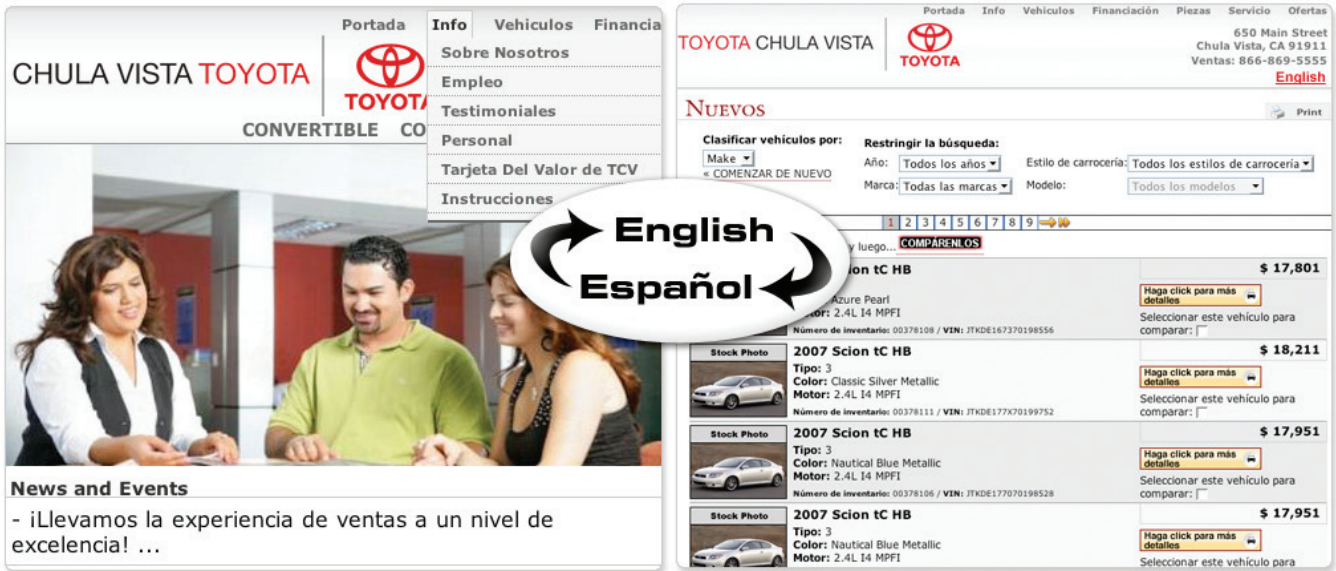 Portada Info Vehiculos Financia
CHULA VISTA TOYOTA
TOYOTA
Sobre Nosotros
Empleo
Testimoniales
Personal
Tarjeta Del Valor de TCV
Instrucciones
CONVERTIBLE CO
News and Events
- ¡Llevamos la experiencia de ventas a un nivel de
excelencia! ...
English
Español
Portada Info Vehiculos Financiación Piezas Servicio Ofertas
TOYOTA CHULA VISTA
TOYOTA
650 Main Street
Chula Vista, CA 91911
Ventas: 866-869-5555
English
NUEVOS
Print
Clasificar vehículos por:
Make
« COMENZAR DE NUEVO
Restringir la búsqueda:
Año: Todos los años Estilo de carrocería: Todos los estilos de carrocería
Marca: Todas las marcas Modelo: Todos los modelos
1 2 3 4 5 6 7 8 9
y luego... COMPÁRENLOS
ion tC HB $ 17,801
Azure Pearl
or: 2.4L I4 MPFI
Número de inventario: 00378108 / VIN: JTKDE167370198556
Haga click para más
detalles
Seleccionar este vehículo para
comparar:
Stock Photo
2007 Scion tC HB $ 18,211
Tipo: 3
Color: Classic Silver Metallic
Motor: 2.4L I4 MPFI
Número de inventario: 00378111 / VIN: JTKDE177X70199752
Haga click para más
detalles
Seleccionar este vehículo para
comparar:
Stock Photo
2007 Scion tC HB $ 17,951
Tipo: 3
Color: Nautical Blue Metallic
Motor: 2.4L I4 MPFI
Número de inventario: 00378106 / VIN: JTKDE177070198528
Haga click para más
detalles
Seleccionar este vehículo para
comparar:
Stock Photo
2007 Scion tC HB $ 17,951
Tipo: 3
Color: Nautical Blue Metallic
Motor: 2.4L I4 MPFI
Haga click para más
detalles
Seleccionar este vehículo para